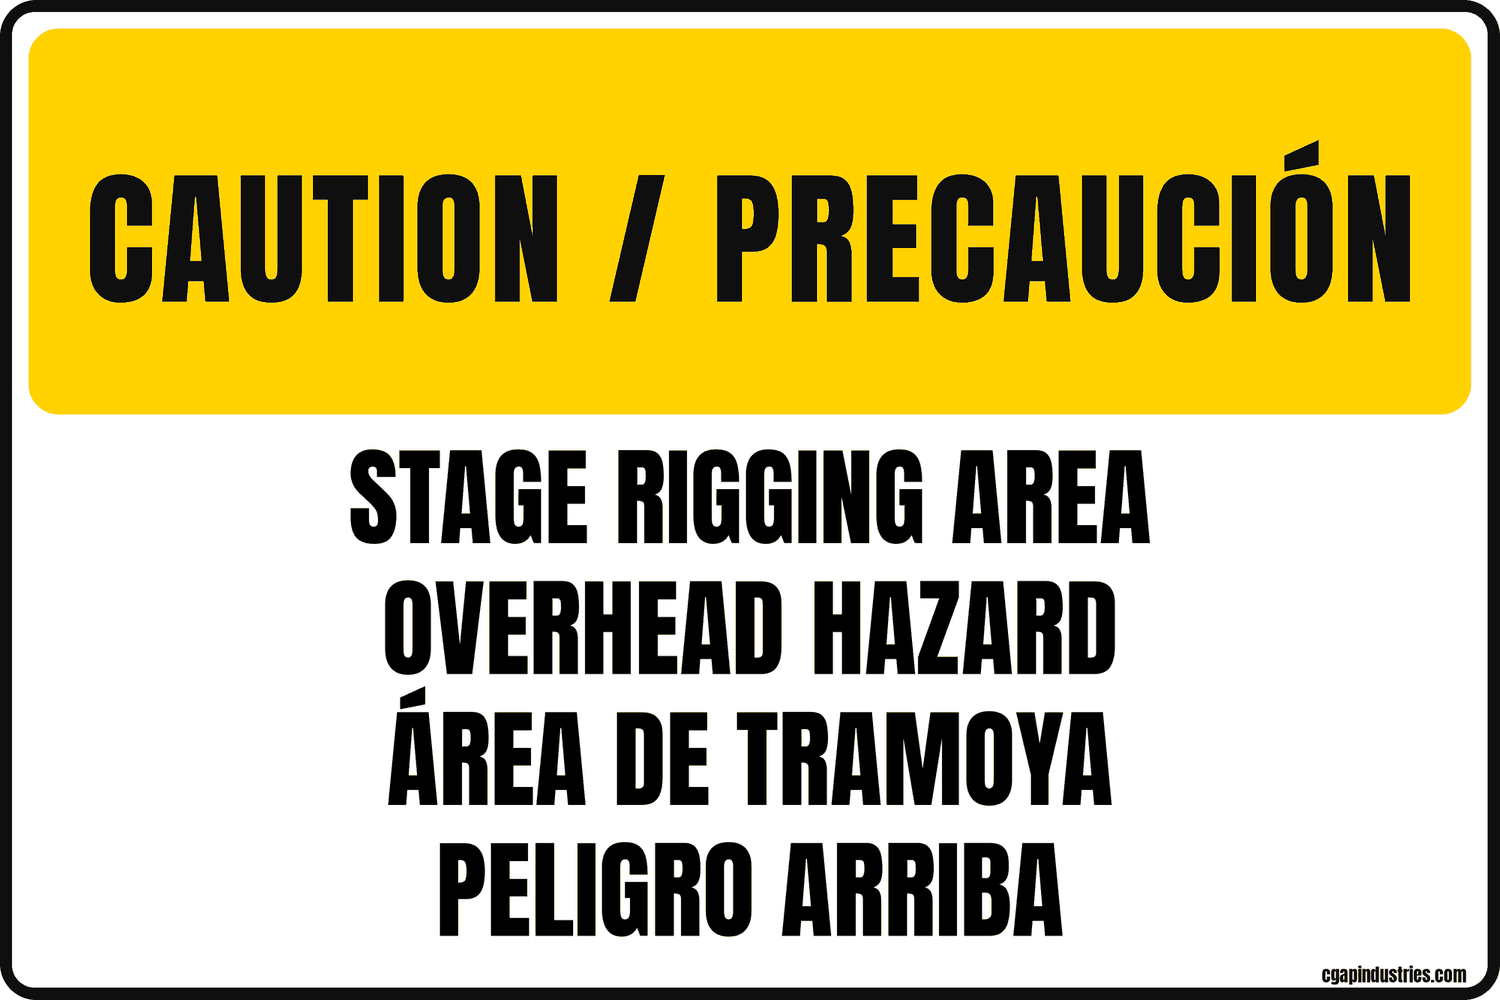 CAUTION / PRECAUCIÓN
STAGE RIGGING AREA
OVERHEAD HAZARD
ÁREA DE TRAMOYA
PELIGRO ARRIBA
cgapindustries.com